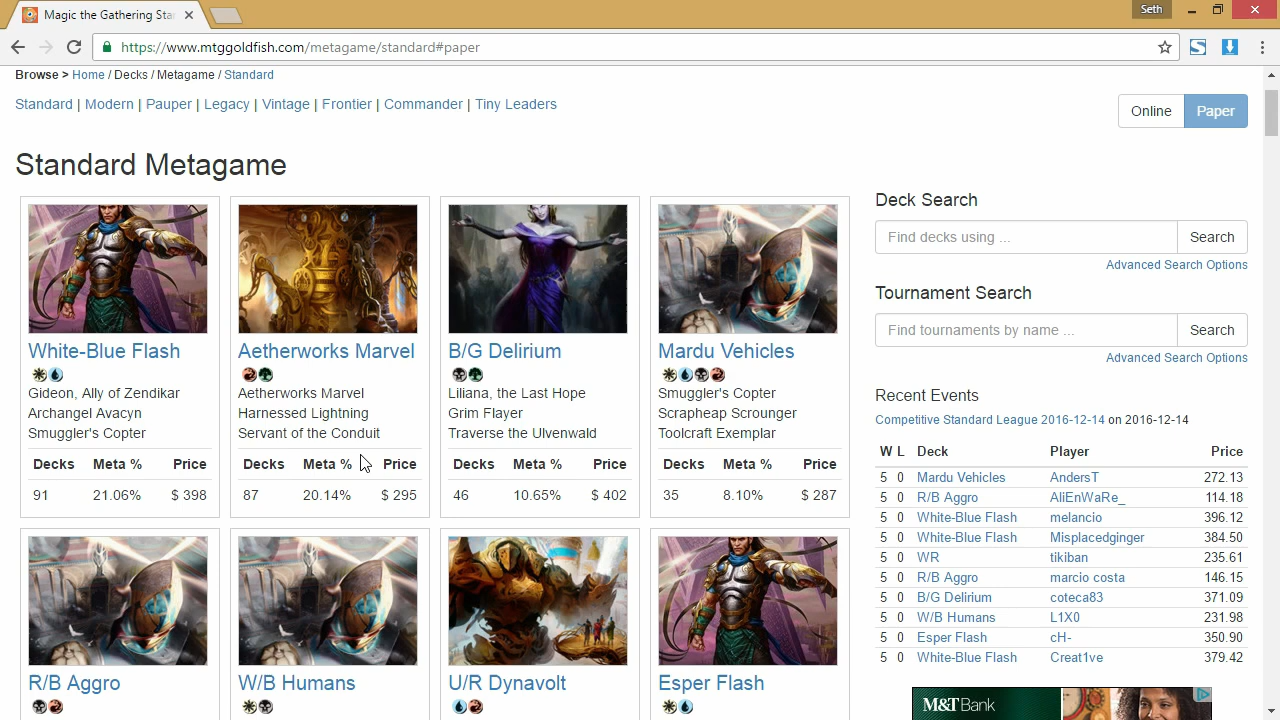 Magic the Gathering Sta
Seth
https://www.mtggoldfish.com/metagame/standard#paper
Browse > Home / Decks / Metagame / Standard
Standard | Modern | Pauper | Legacy | Vintage | Frontier | Commander | Tiny Leaders
Online Paper
Standard Metagame
White-Blue Flash
Gideon, Ally of Zendikar
Archangel Avacyn
Smuggler's Copter
Decks Meta % Price
91 21.06% $ 398
Aetherworks Marvel
Aetherworks Marvel
Harnessed Lightning
Servant of the Conduit
Decks Meta % Price
87 20.14% $ 295
B/G Delirium
Liliana, the Last Hope
Grim Flayer
Traverse the Ulvenwald
Decks Meta % Price
46 10.65% $ 402
Mardu Vehicles
Smuggler's Copter
Scrapheap Scrounger
Toolcraft Exemplar
Decks Meta % Price
35 8.10% $ 287
R/B Aggro
W/B Humans
U/R Dynavolt
Esper Flash
Deck Search
Find decks using ... Search
Advanced Search Options
Tournament Search
Find tournaments by name ... Search
Advanced Search Options
Recent Events
Competitive Standard League 2016-12-14 on 2016-12-14
W L Deck Player Price
5 0 Mardu Vehicles AndersT 272.13
5 0 R/B Aggro AliEnWaRe_ 114.18
5 0 White-Blue Flash melancio 396.12
5 0 White-Blue Flash Misplacedginger 384.50
5 0 WR tikiban 235.61
5 0 R/B Aggro marcio costa 146.15
5 0 B/G Delirium coteca83 371.09
5 0 W/B Humans L1X0 231.98
5 0 Esper Flash cH- 350.90
5 0 White-Blue Flash Creat1ve 379.42
M&T Bank